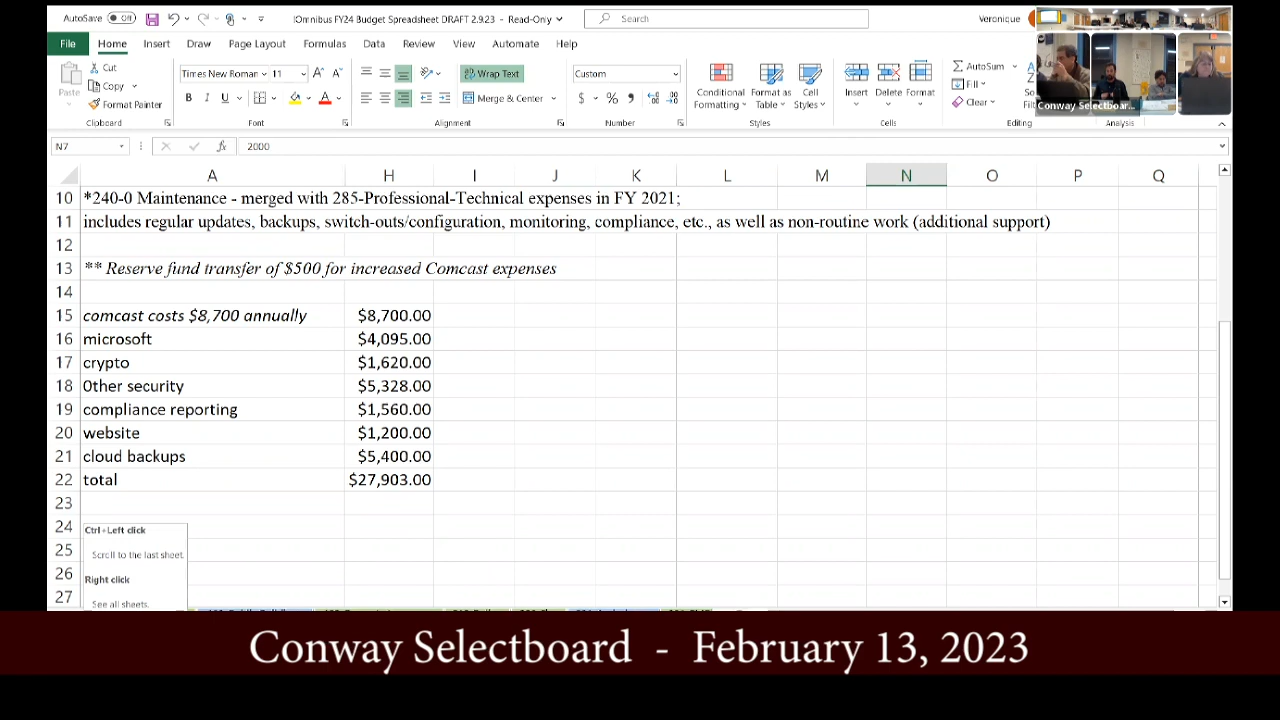 AutoSave Off !Omnibus FY24 Budget Spreadsheet DRAFT 2.9.23 - Read-Only Search Veronique
File Home Insert Draw Page Layout Formulas Data Review View Automate Help
Paste Cut Copy Format Painter
Times New Roman 11
B I U
Wrap Text
Merge & Center
Custom
$ %
Conditional Formatting
Format as Table
Cell Styles
Insert Delete Format
AutoSum
Fill
Clear
Conway Selectboar...
Clipboard Font Alignment Number Styles Cells Editing Analysis
N7 fx 2000
A H I J K L M N O P Q
10 *240-0 Maintenance - merged with 285-Professional-Technical expenses in FY 2021;
11 includes regular updates, backups, switch-outs/configuration, monitoring, compliance, etc., as well as non-routine work (additional support)
12
13 ** Reserve fund transfer of $500 for increased Comcast expenses
14
15 comcast costs $8,700 annually $8,700.00
16 microsoft $4,095.00
17 crypto $1,620.00
18 0ther security $5,328.00
19 compliance reporting $1,560.00
20 website $1,200.00
21 cloud backups $5,400.00
22 total $27,903.00
23
24 Ctrl+Left click
25 Scroll to the last sheet.
26 Right click
27 See all sheets.
Conway Selectboard - February 13, 2023